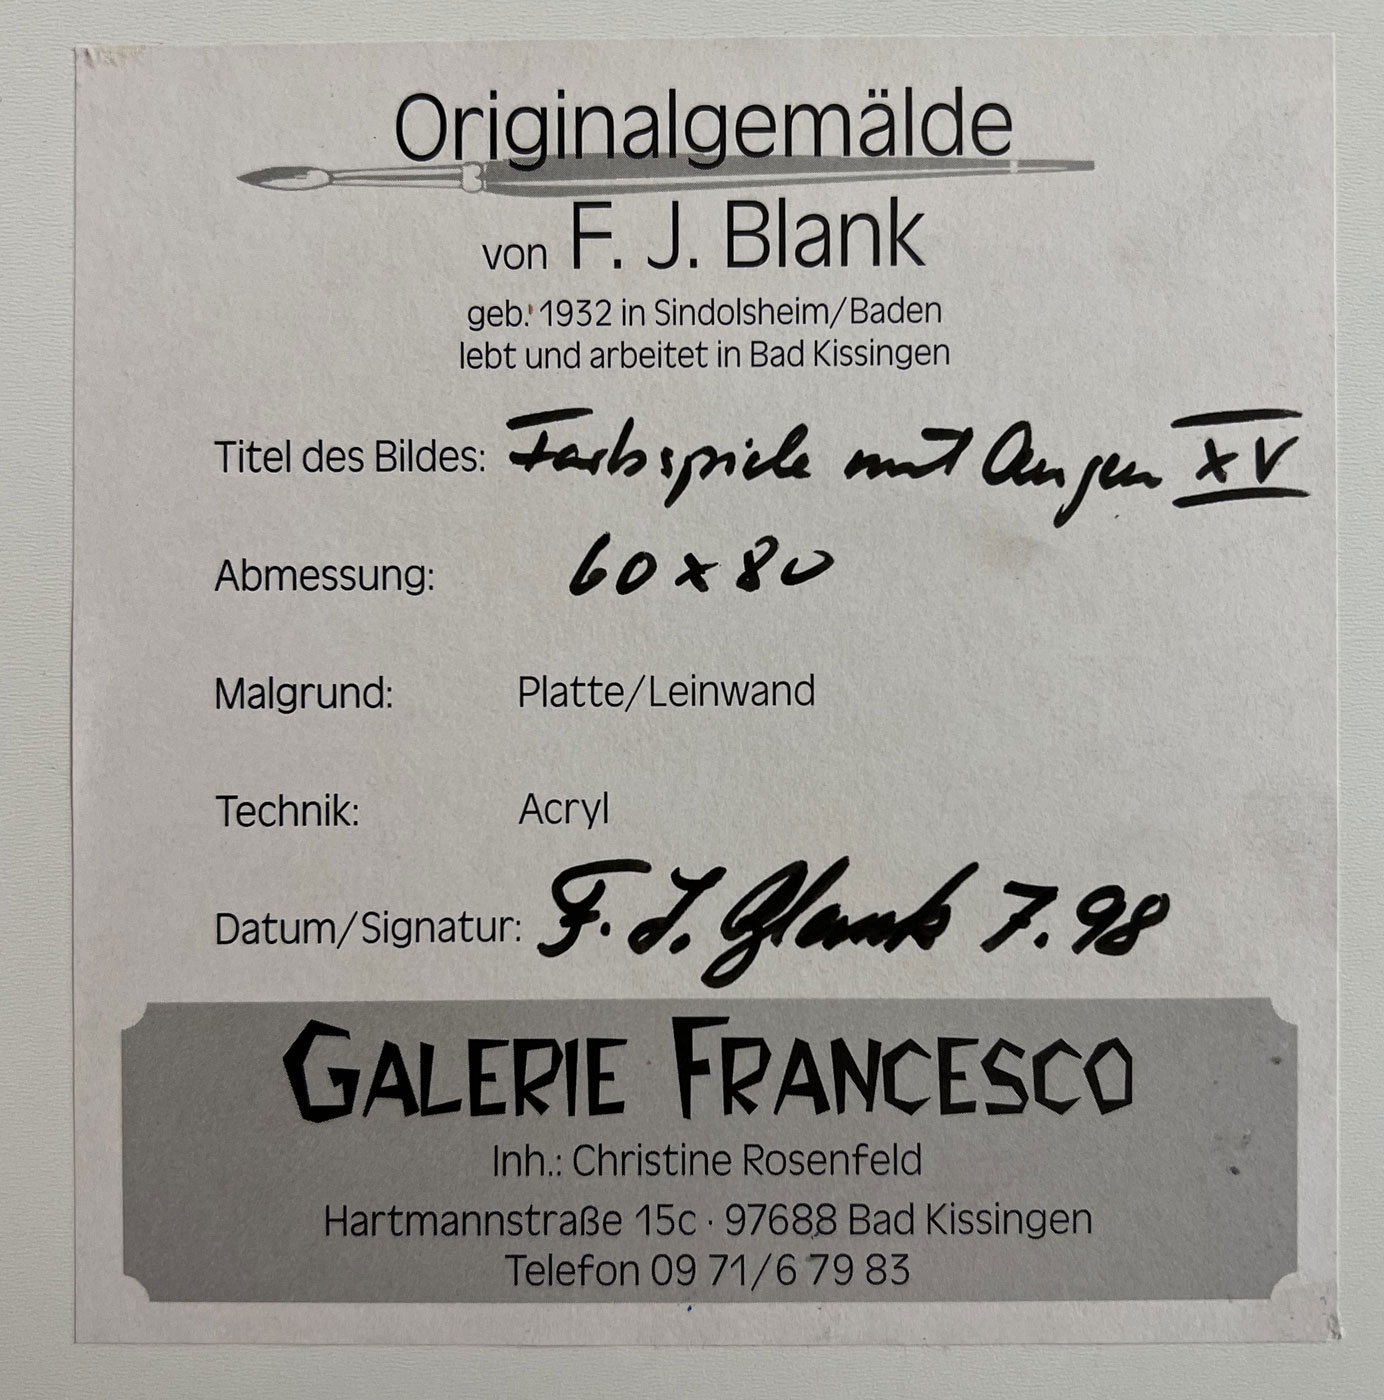 Originalgemälde
von F. J. Blank
geb. 1932 in Sindolsheim/Baden
lebt und arbeitet in Bad Kissingen
Titel des Bildes: Farbspiele mit Augen XV
Abmessung: 60 x 80
Malgrund: Platte/Leinwand
Technik: Acryl
Datum/Signatur: F. J. Blank 7.98
GALERIE FRANCESCO
Inh.: Christine Rosenfeld
Hartmannstraße 15c · 97688 Bad Kissingen
Telefon 09 71/6 79 83